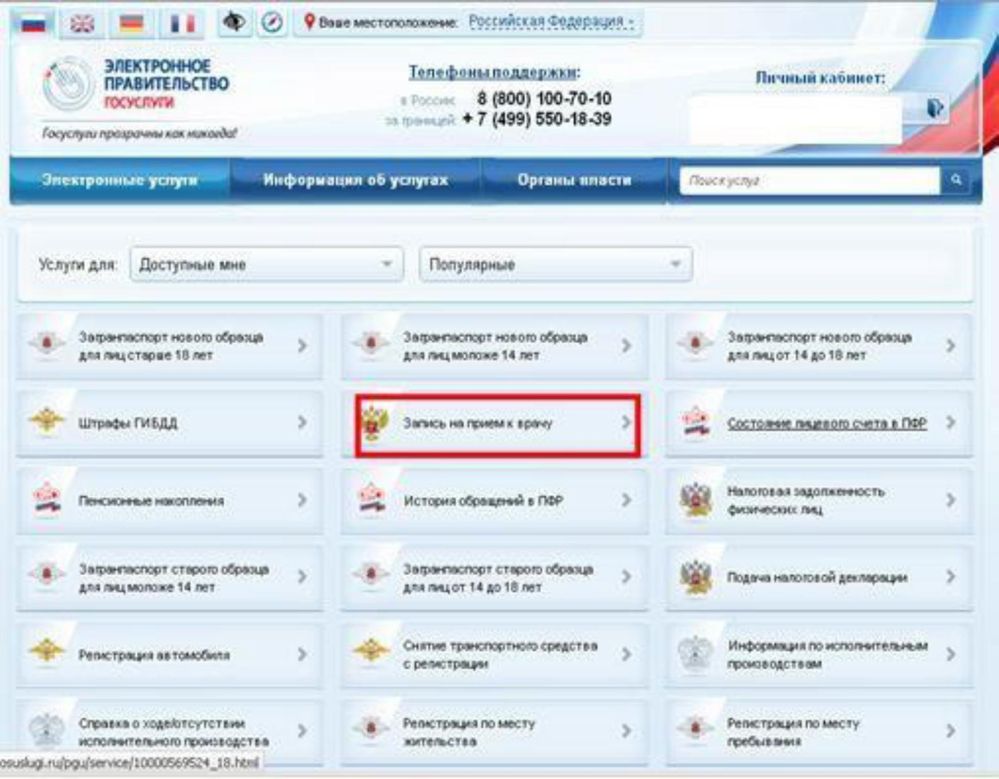 Ваше местоположение: Российская Федерация
ЭЛЕКТРОННОЕ
ПРАВИТЕЛЬСТВО
ГОСУСЛУГИ
Госуслуги прозрачны как никогда!
Телефоны поддержки:
в России: 8 (800) 100-70-10
за границей: +7 (499) 550-18-39
Личный кабинет:
Электронные услуги
Информация об услугах
Органы власти
Поиск услуг
Услуги для: Доступные мне
Популярные
Загранпаспорт нового образца
для лиц старше 18 лет
Загранпаспорт нового образца
для лиц моложе 14 лет
Загранпаспорт нового образца
для лиц от 14 до 18 лет
Штрафы ГИБДД
Запись на прием к врачу
Состояние лицевого счета в ПФР
Пенсионные накопления
История обращений в ПФР
Налоговая задолженность
физических лиц
Загранпаспорт старого образца
для лиц моложе 14 лет
Загранпаспорт старого образца
для лиц от 14 до 18 лет
Подача налоговой декларации
Регистрация автомобиля
Снятие транспортного средства
с регистрации
Информация по исполнительным
производствам
Справка о ходе/отсутствии
исполнительного производства
Регистрация по месту
жительства
Регистрация по месту
пребывания
osuslugi.ru/pgu/service/10000569524_18.html